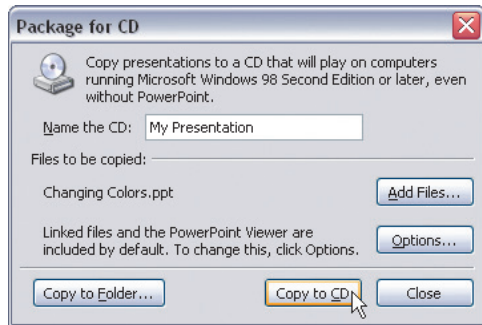 Package for CD
Copy presentations to a CD that will play on computers
running Microsoft Windows 98 Second Edition or later, even
without PowerPoint.
Name the CD: My Presentation
Files to be copied:
Changing Colors.ppt Add Files...
Linked files and the PowerPoint Viewer are
included by default. To change this, click Options. Options...
Copy to Folder... Copy to CD Close